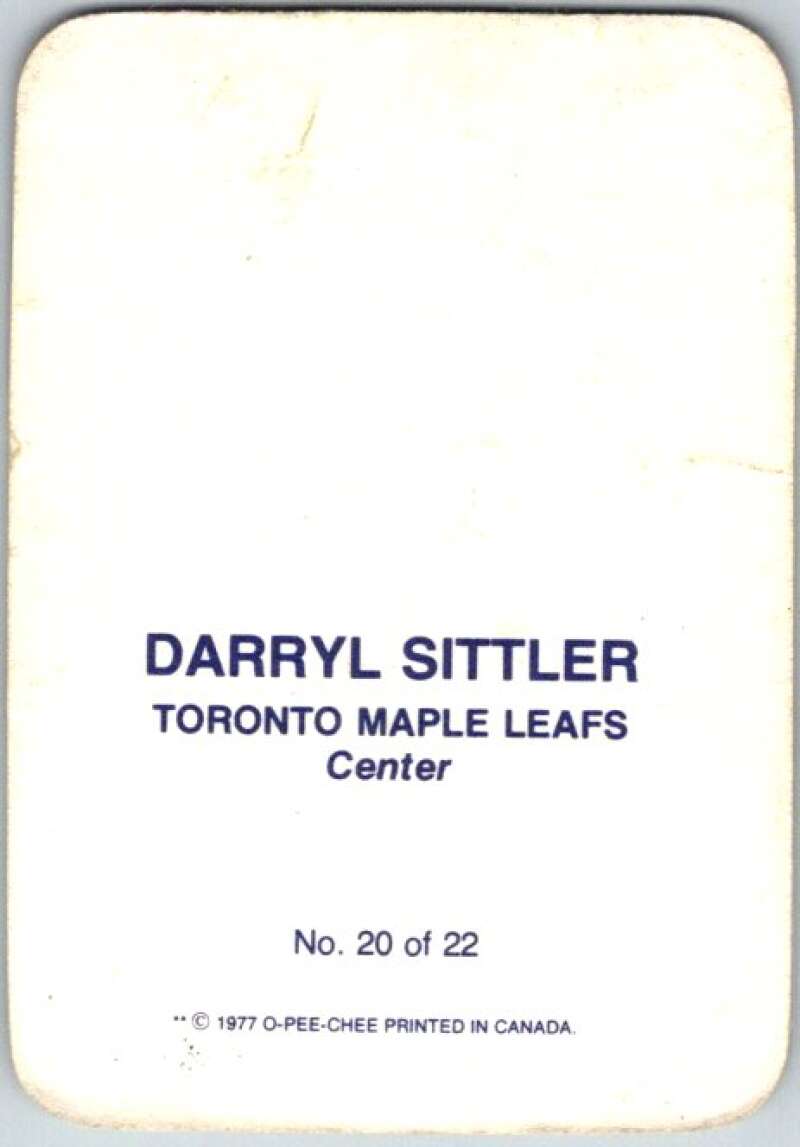 DARRYL SITTLER
TORONTO MAPLE LEAFS
Center
No. 20 of 22
** © 1977 O-PEE-CHEE PRINTED IN CANADA.